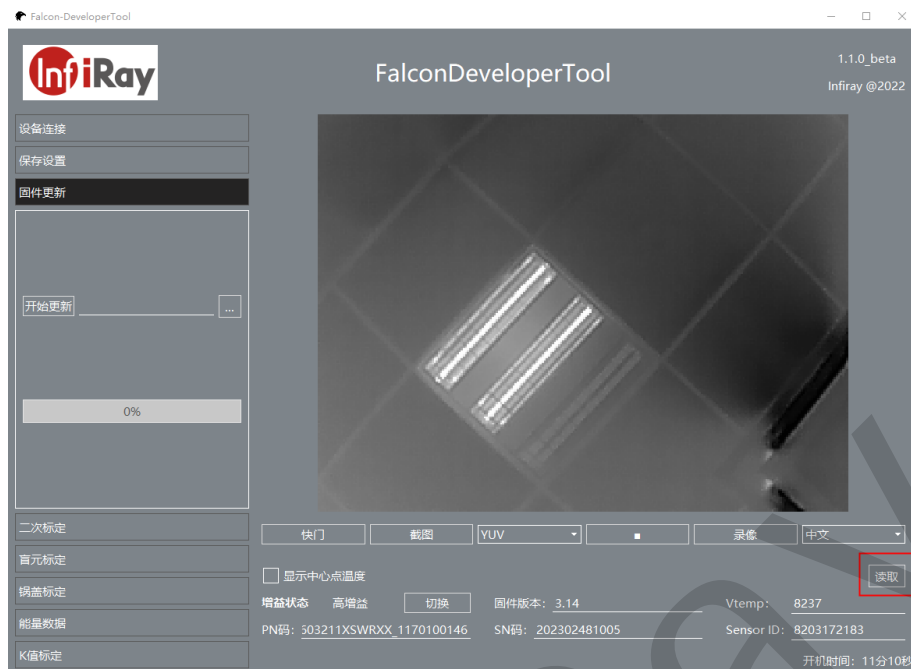 Falcon-DeveloperTool
InfiRay
FalconDeveloperTool
1.1.0_beta
Infiray @2022
设备连接
保存设置
固件更新
开始更新
...
0%
二次标定
盲元标定
锅盖标定
能量数据
K值标定
快门 截图 YUV 录像 中文
显示中心点温度
读取
增益状态 高增益 切换 固件版本: 3.14 Vtemp: 8237
PN码: 503211XSWRXX_1170100146 SN码: 202302481005 Sensor ID: 8203172183
开机时间: 11分10秒